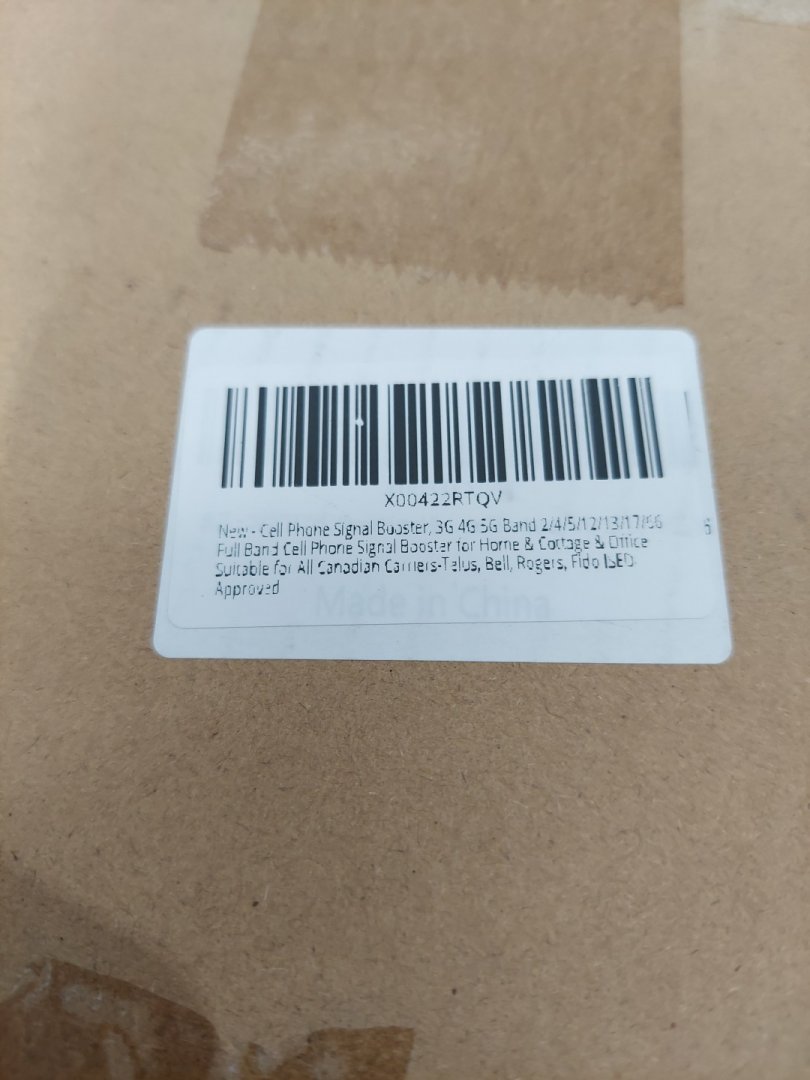 X00422RTQV
New - Cell Phone Signal Booster, 3G 4G 5G Band 2/4/5/12/13/17/66
Full Band Cell Phone Signal Booster for Home & Cottage & Office
Suitable for All Canadian Carriers-Telus, Bell, Rogers, Fido ISED
Approved
Made in China